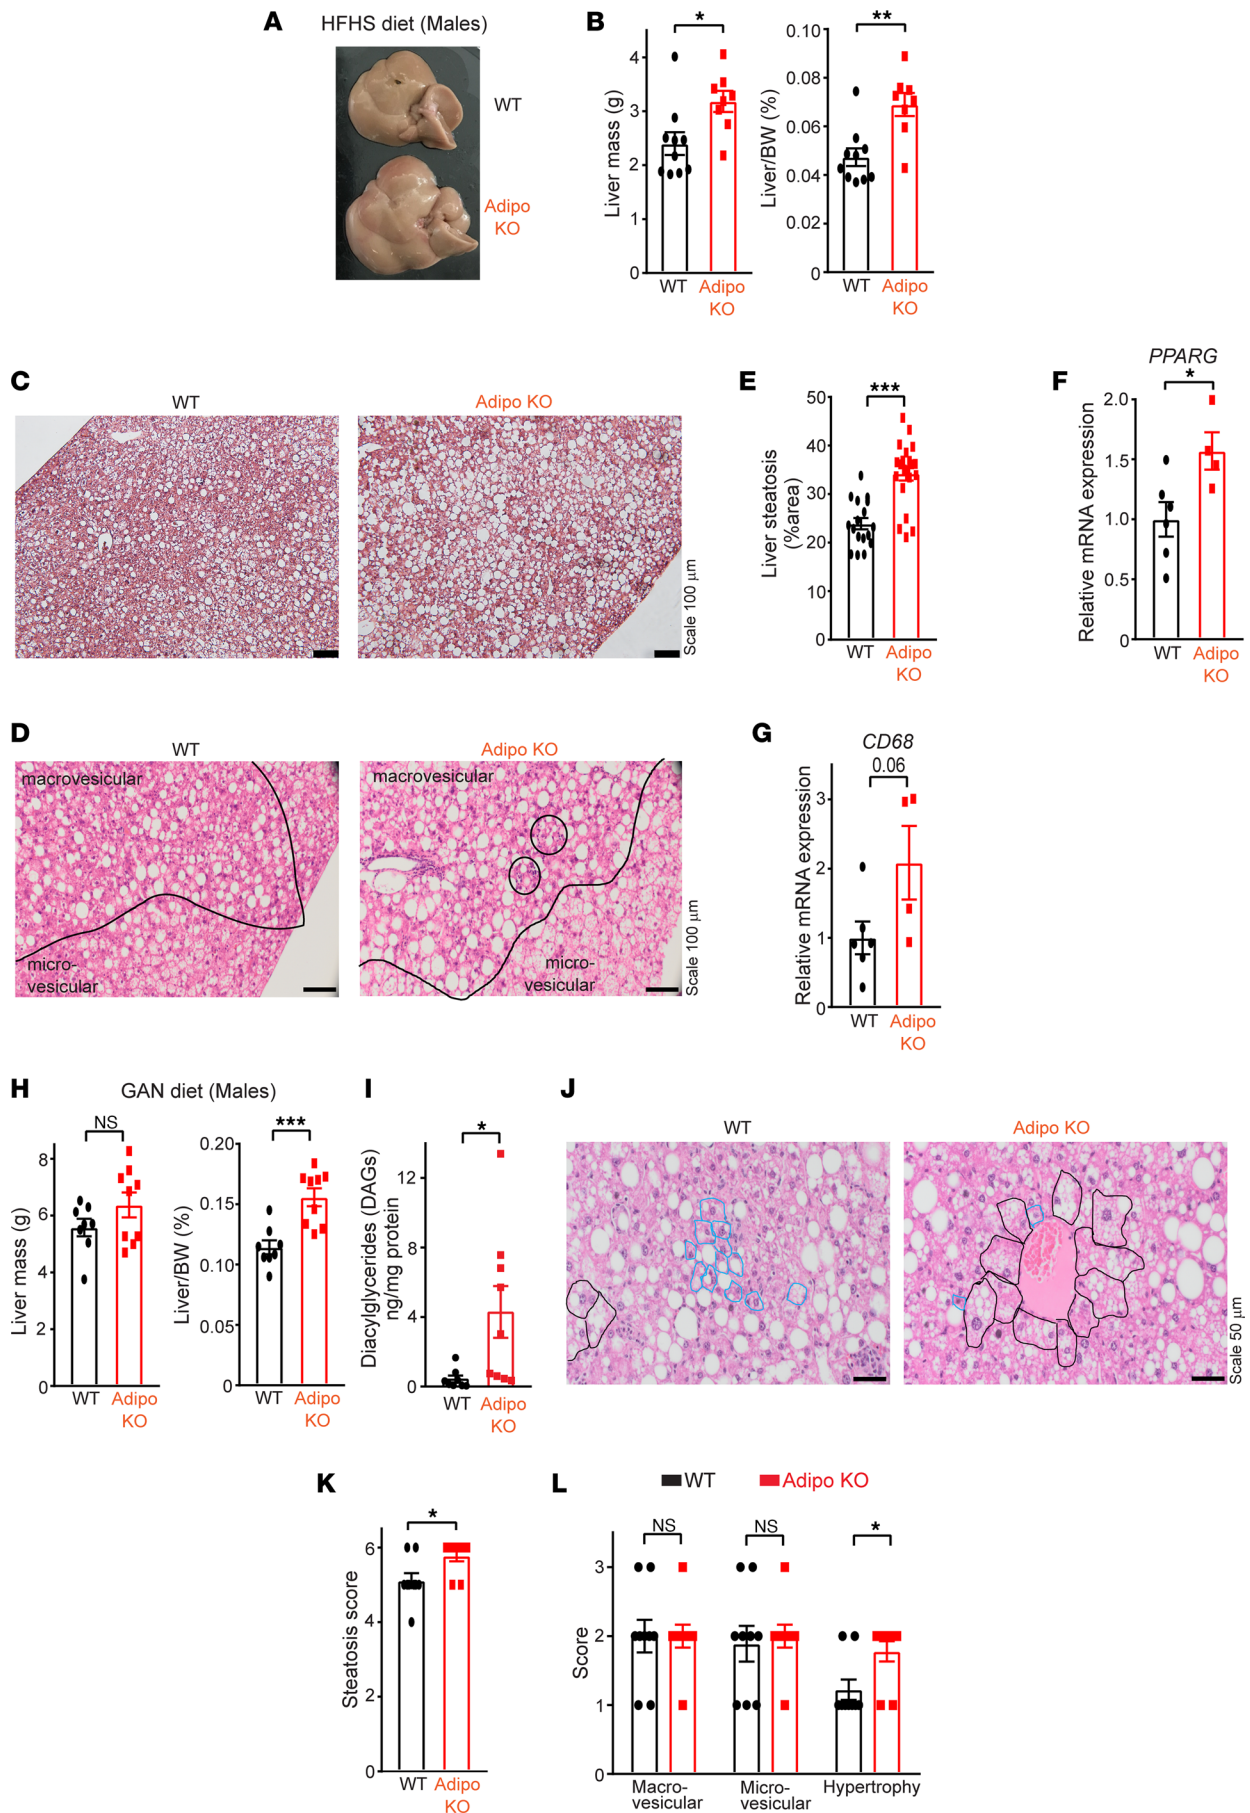 A
HFHS diet (Males)
WT
Adipo
KO
B
Liver mass (g)
4
3
2
1
0
*
WT
Adipo
KO
Liver/BW (%)
0.10
0.08
0.06
0.04
0.02
0
**
WT
Adipo
KO
C
WT
Adipo KO
Scale 100 µm
E
Liver steatosis
(%area)
50
40
30
20
10
0
***
WT
Adipo
KO
F
PPARG
*
Relative mRNA expression
2.0
1.5
1.0
0.5
0
WT
Adipo
KO
D
WT
Adipo KO
macrovesicular
micro-
vesicular
macrovesicular
micro-
vesicular
Scale 100 µm
G
CD68
0.06
Relative mRNA expression
3
2
1
0
WT
Adipo
KO
H
GAN diet (Males)
NS
Liver mass (g)
8
6
4
2
0
WT
Adipo
KO
***
Liver/BW (%)
0.20
0.15
0.10
0.05
0
WT
Adipo
KO
I
*
Diacylglycerides (DAGs)
ng/mg protein
12
8
4
0
WT
Adipo
KO
J
WT
Adipo KO
Scale 50 µm
K
*
Steatosis score
6
4
2
0
WT
Adipo
KO
L
WT
Adipo KO
NS
NS
*
Score
3
2
1
0
Macro-
vesicular
Micro-
vesicular
Hypertrophy